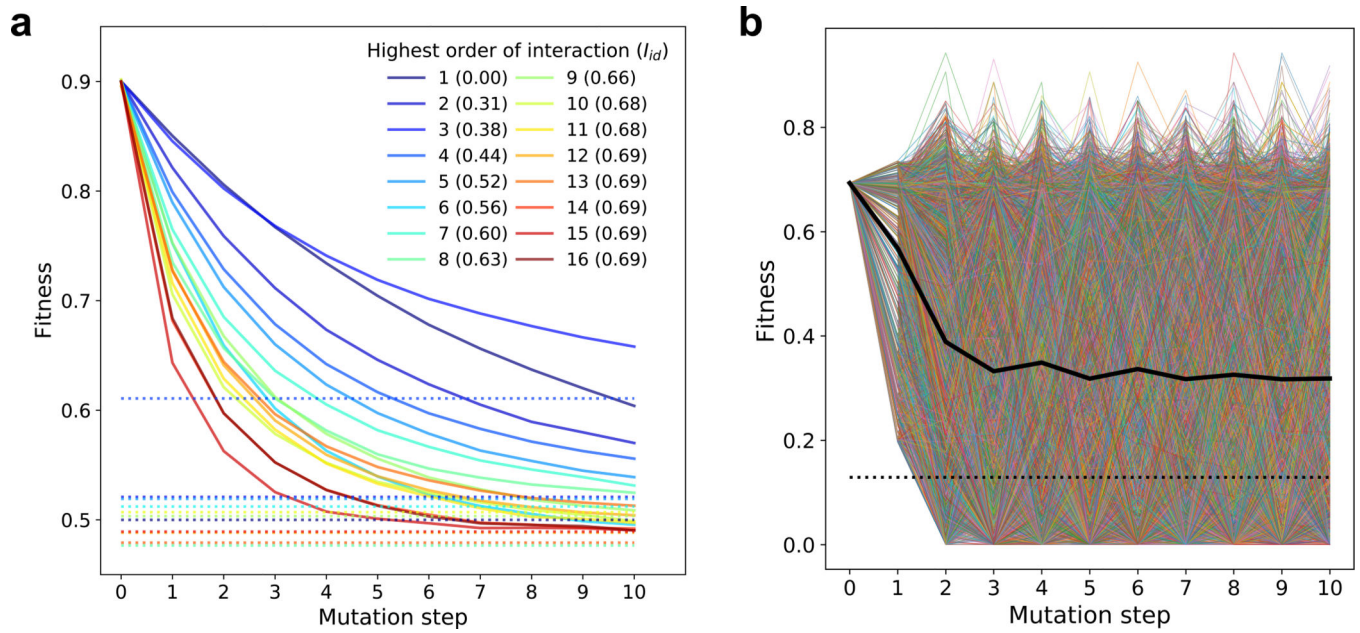 a
Highest order of interaction (I_id)
1 (0.00)
2 (0.31)
3 (0.38)
4 (0.44)
5 (0.52)
6 (0.56)
7 (0.60)
8 (0.63)
9 (0.66)
10 (0.68)
11 (0.68)
12 (0.69)
13 (0.69)
14 (0.69)
15 (0.69)
16 (0.69)
Fitness
0.9
0.8
0.7
0.6
0.5
0 1 2 3 4 5 6 7 8 9 10
Mutation step
b
Fitness
0.8
0.6
0.4
0.2
0.0
0 1 2 3 4 5 6 7 8 9 10
Mutation step